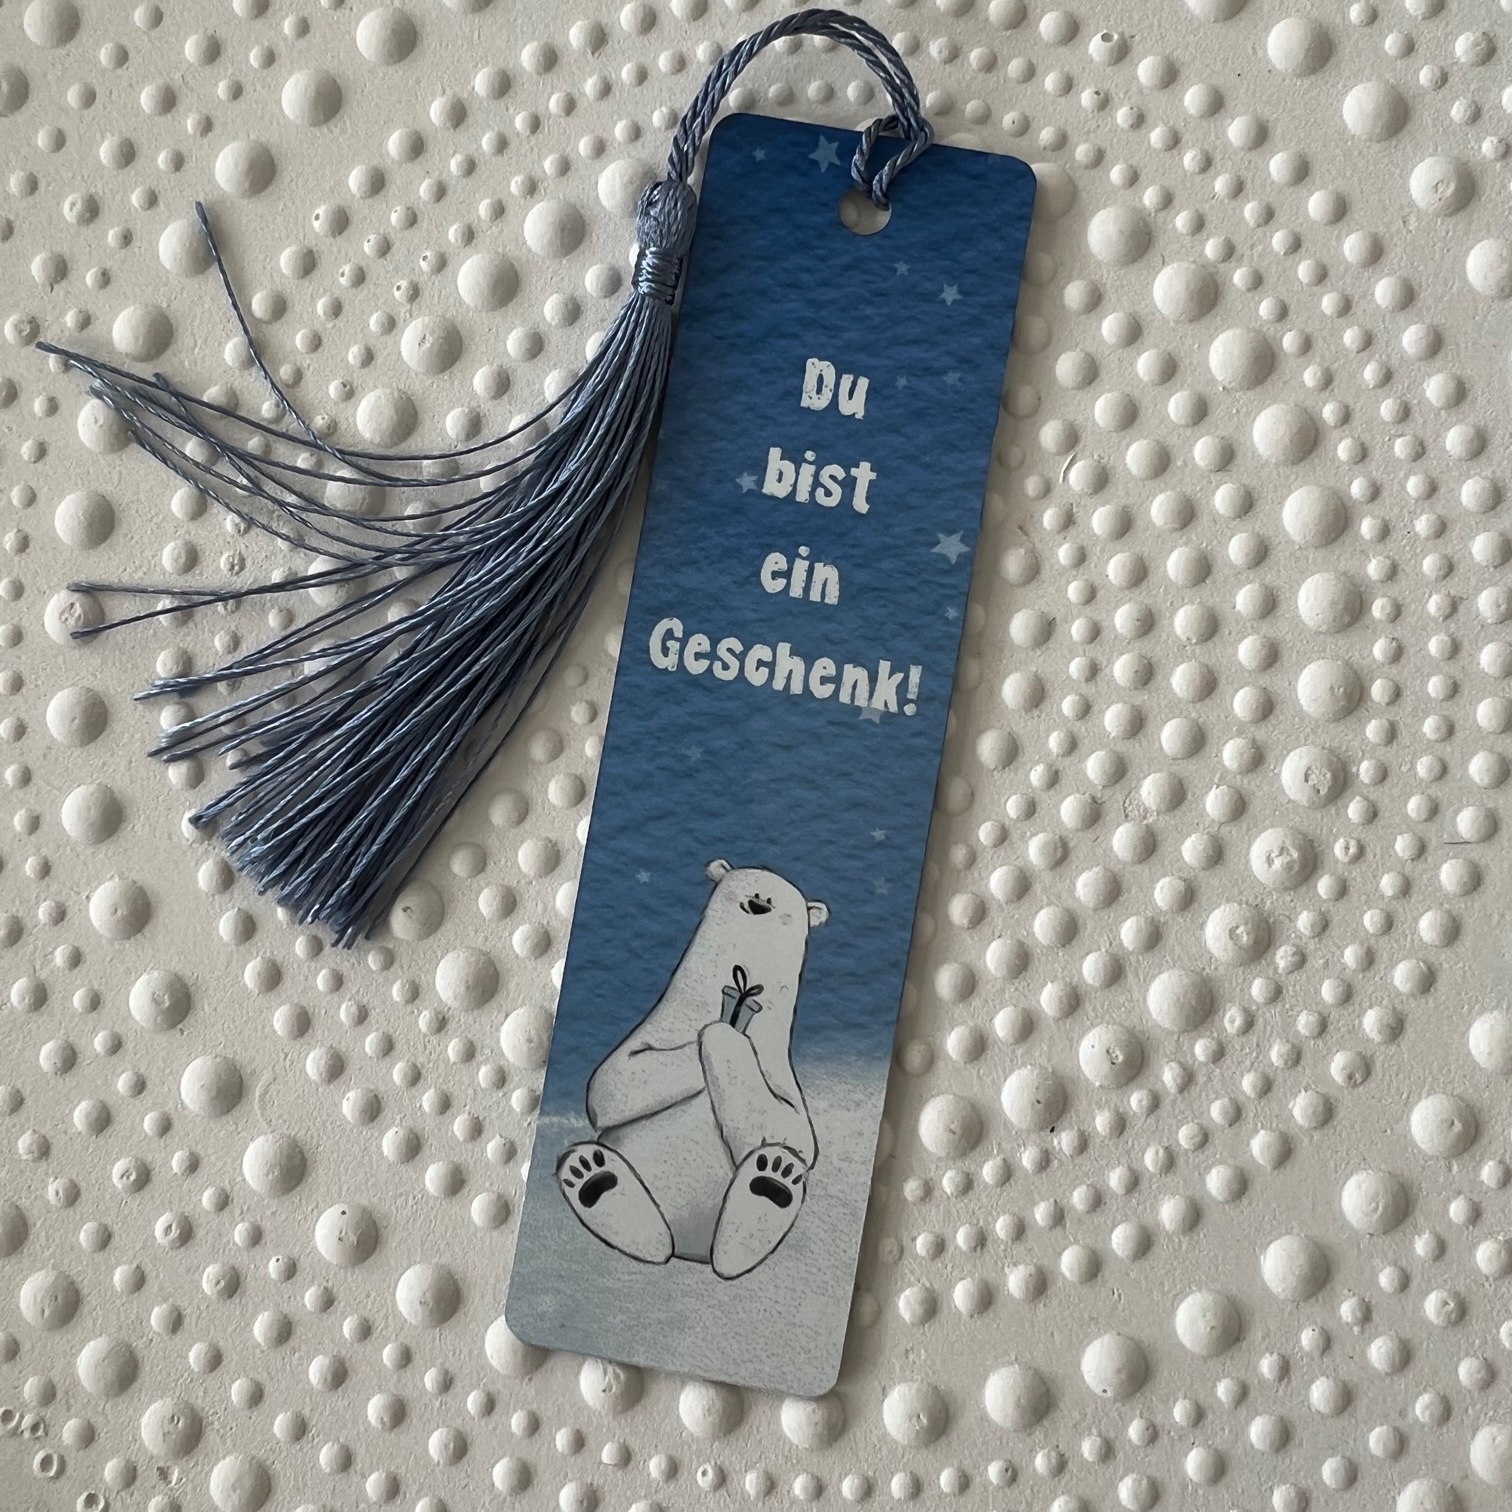 Du
bist
ein
Geschenk!